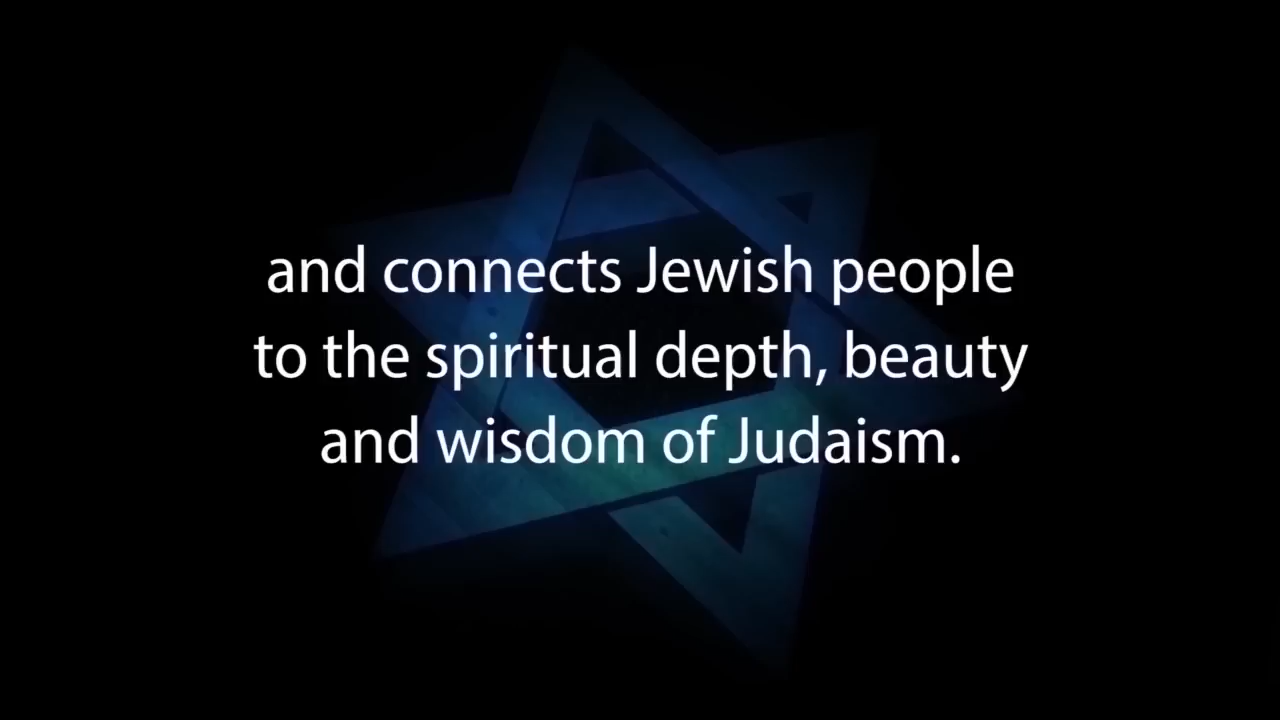 and connects Jewish people
to the spiritual depth, beauty
and wisdom of Judaism.